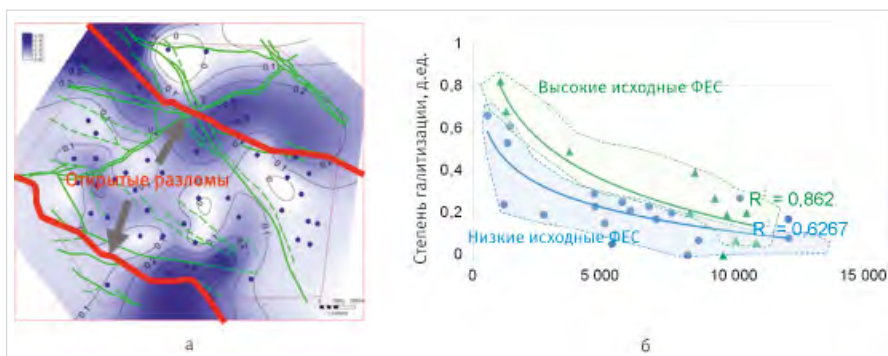 Открытые разломы
а
Степень галитизации, д.ед.
1
0,8
0,6
0,4
0,2
0
Высокие исходные ФЕС
R = 0,862
R = 0,6267
Низкие исходные ФЕС
0
5 000
10 000
15 000
б